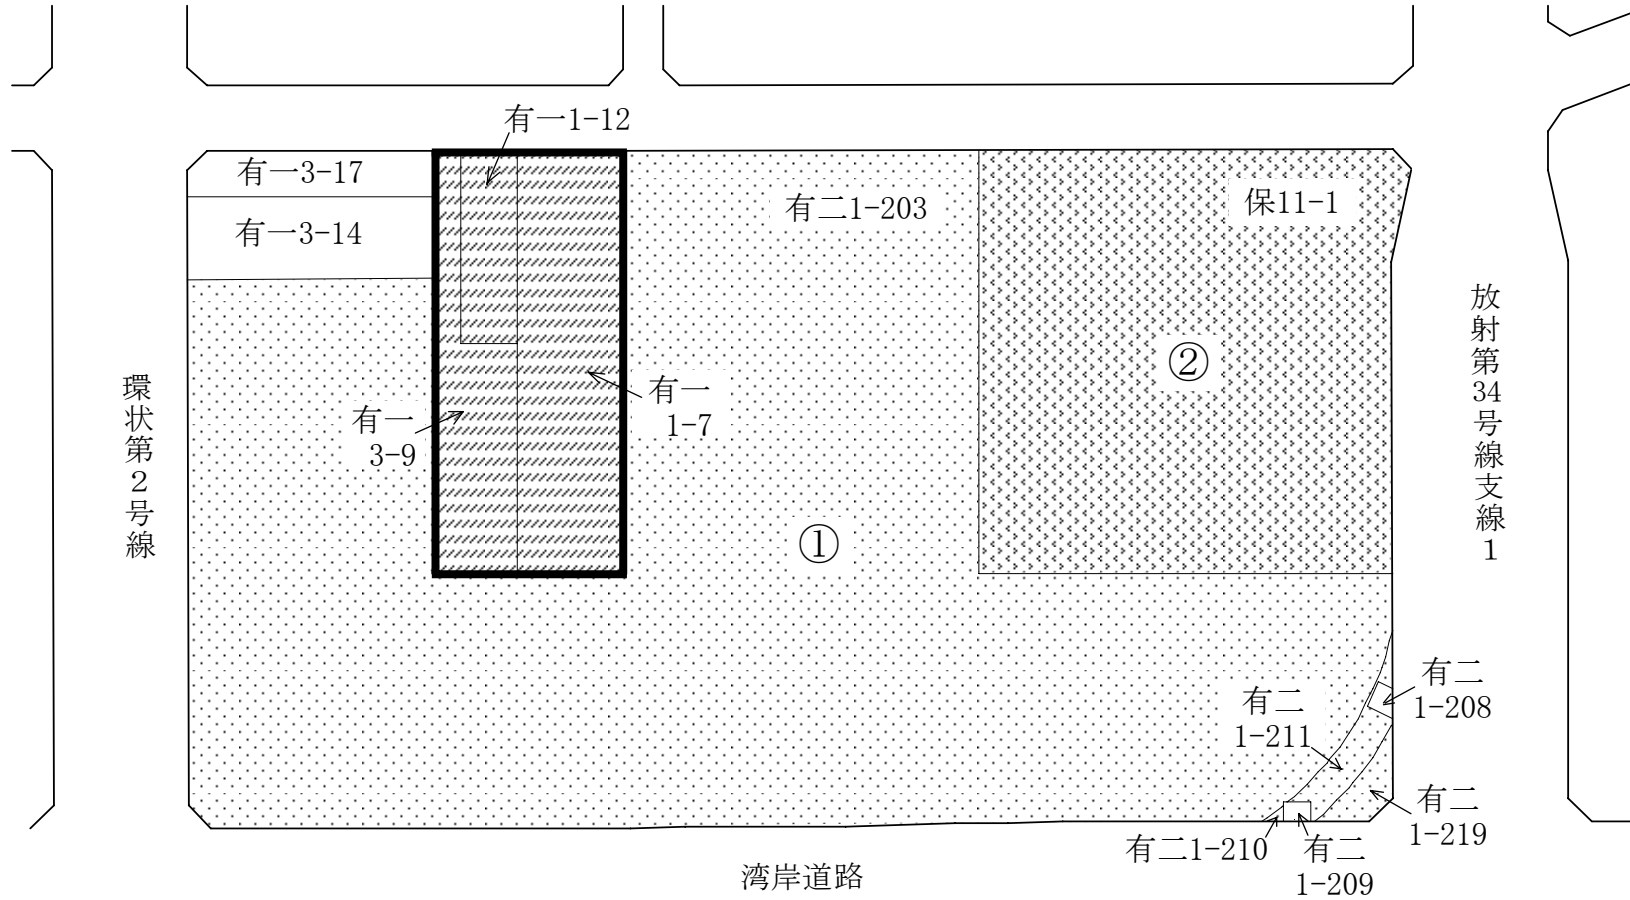 有一1-12
有一3-17
有一3-14
有二1-203
保11-1
②
放射第34号線支線1
環状第2号線
有一
1-7
有一
3-9
①
有二
1-208
有二
1-211
有二
1-219
有二1-210
有二
1-209
湾岸道路